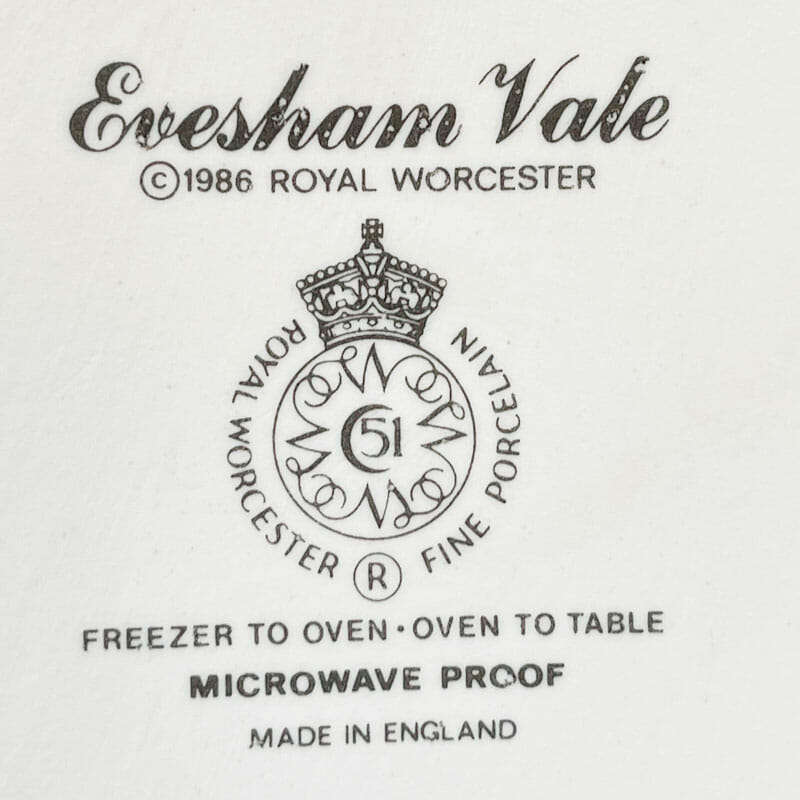 Evesham Vale
©1986 ROYAL WORCESTER
ROYAL WORCESTER FINE PORCELAIN
W W W W
C51
R
FREEZER TO OVEN · OVEN TO TABLE
MICROWAVE PROOF
MADE IN ENGLAND